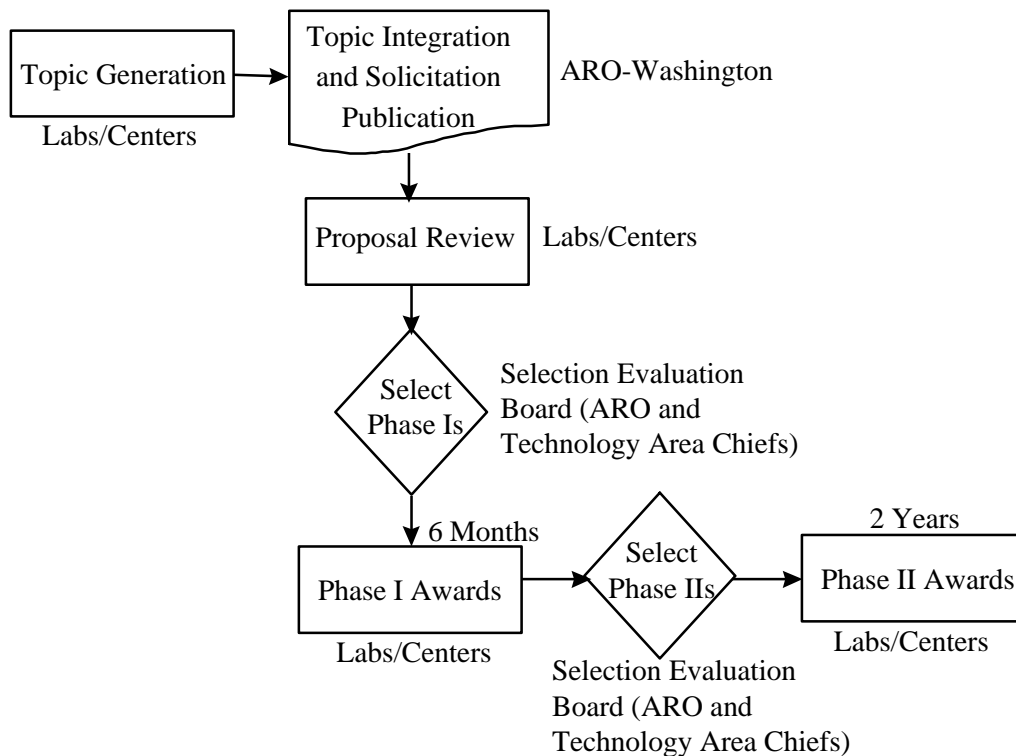 Topic Generation
Labs/Centers
Topic Integration
and Solicitation
Publication
ARO-Washington
Proposal Review
Labs/Centers
Select
Phase Is
Selection Evaluation
Board (ARO and
Technology Area Chiefs)
6 Months
Phase I Awards
Labs/Centers
Select
Phase IIs
Selection Evaluation
Board (ARO and
Technology Area Chiefs)
2 Years
Phase II Awards
Labs/Centers